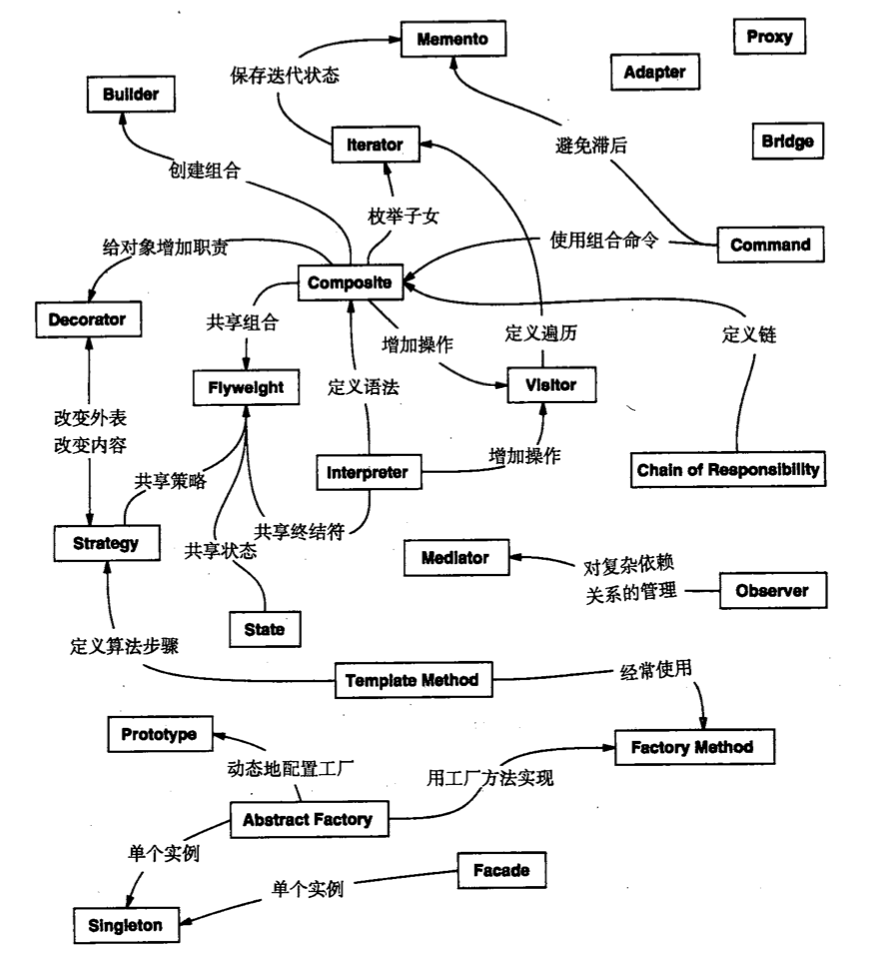 Memento
Proxy
保存迭代状态
Adapter
Builder
Iterator
避免滞后
Bridge
创建组合
枚举子女
给对象增加职责
使用组合命令
Command
Composite
Decorator
共享组合
增加操作
定义遍历
定义链
Flyweight
定义语法
Visitor
改变外表
改变内容
增加操作
共享策略
Interpreter
Chain of Responsibility
Strategy
共享状态
共享终结符
Mediator
对复杂依赖
关系的管理
Observer
State
定义算法步骤
Template Method
经常使用
Prototype
Factory Method
动态地配置工厂
用工厂方法实现
Abstract Factory
单个实例
Facade
单个实例
Singleton